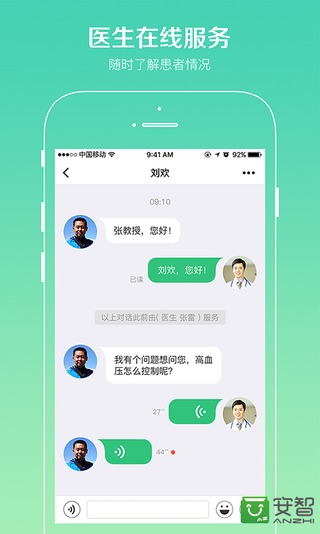 医生在线服务
随时了解患者情况
中国移动
9:41 AM
92%
刘欢
09:10
张教授，您好！
刘欢，您好！
已读
以上对话此前由( 医生 张雷 ) 服务
我有个问题想问您，高血
压怎么控制呢？
27''
44''
安智
ANZHI